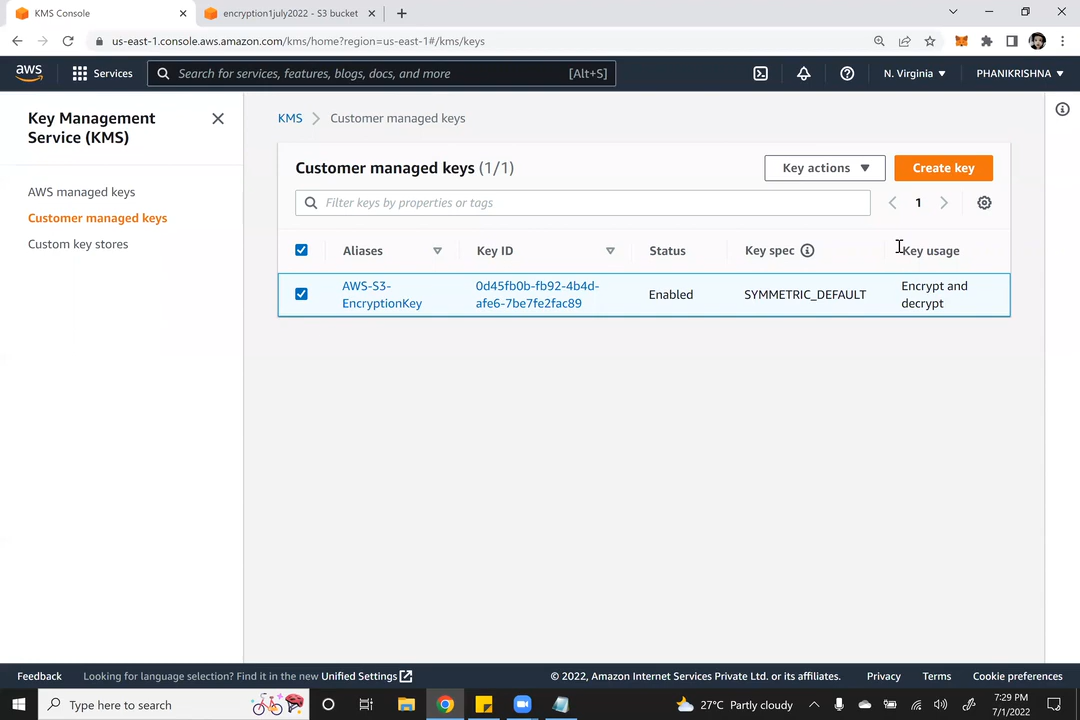 KMS Console
encryption1july2022 - S3 bucket
us-east-1.console.aws.amazon.com/kms/home?region=us-east-1#/kms/keys
aws
Services
Search for services, features, blogs, docs, and more
[Alt+S]
N. Virginia
PHANIKRISHNA
Key Management
Service (KMS)
AWS managed keys
Customer managed keys
Custom key stores
KMS
Customer managed keys
Customer managed keys (1/1)
Key actions
Create key
Filter keys by properties or tags
1
Aliases
Key ID
Status
Key spec
Key usage
AWS-S3-
EncryptionKey
0d45fb0b-fb92-4b4d-
afe6-7be7fe2fac89
Enabled
SYMMETRIC_DEFAULT
Encrypt and
decrypt
Feedback
Looking for language selection? Find it in the new Unified Settings
© 2022, Amazon Internet Services Private Ltd. or its affiliates.
Privacy
Terms
Cookie preferences
Type here to search
27°C Partly cloudy
7:29 PM
7/1/2022